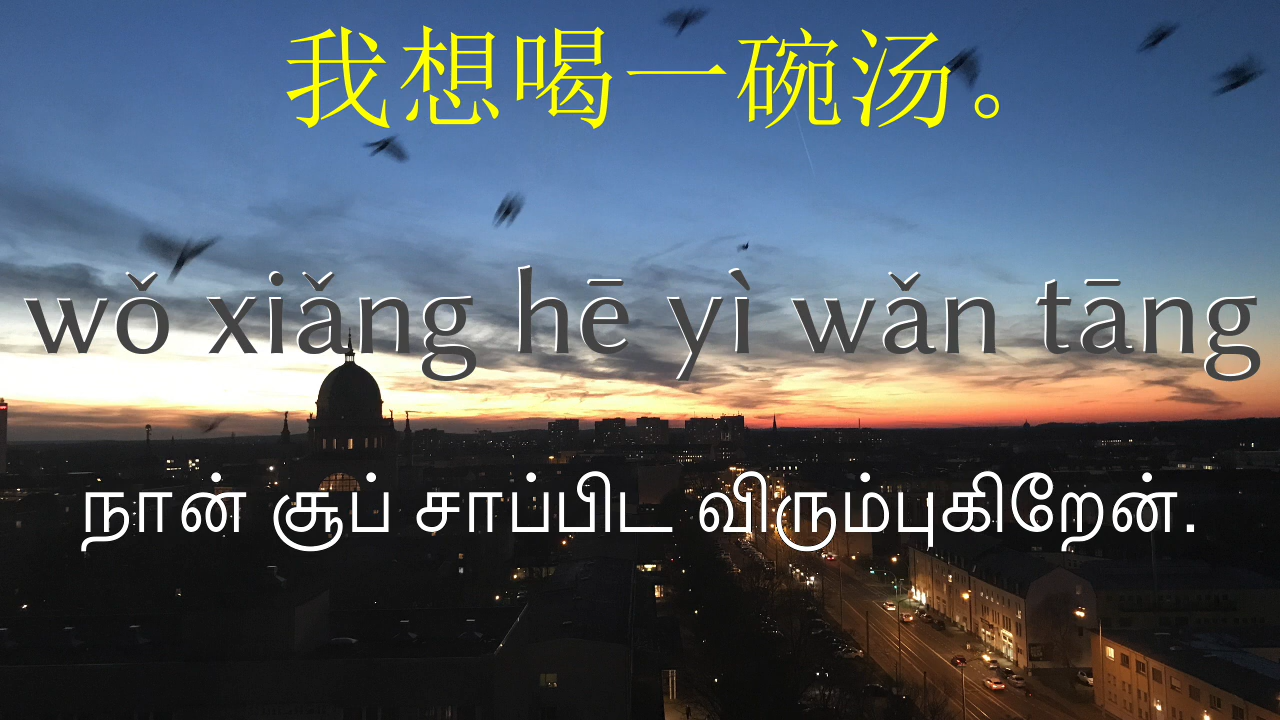 我想喝一碗汤。
wǒ xiǎng hē yì wǎn tāng
நான் சூப் சாப்பிட விரும்புகிறேன்.